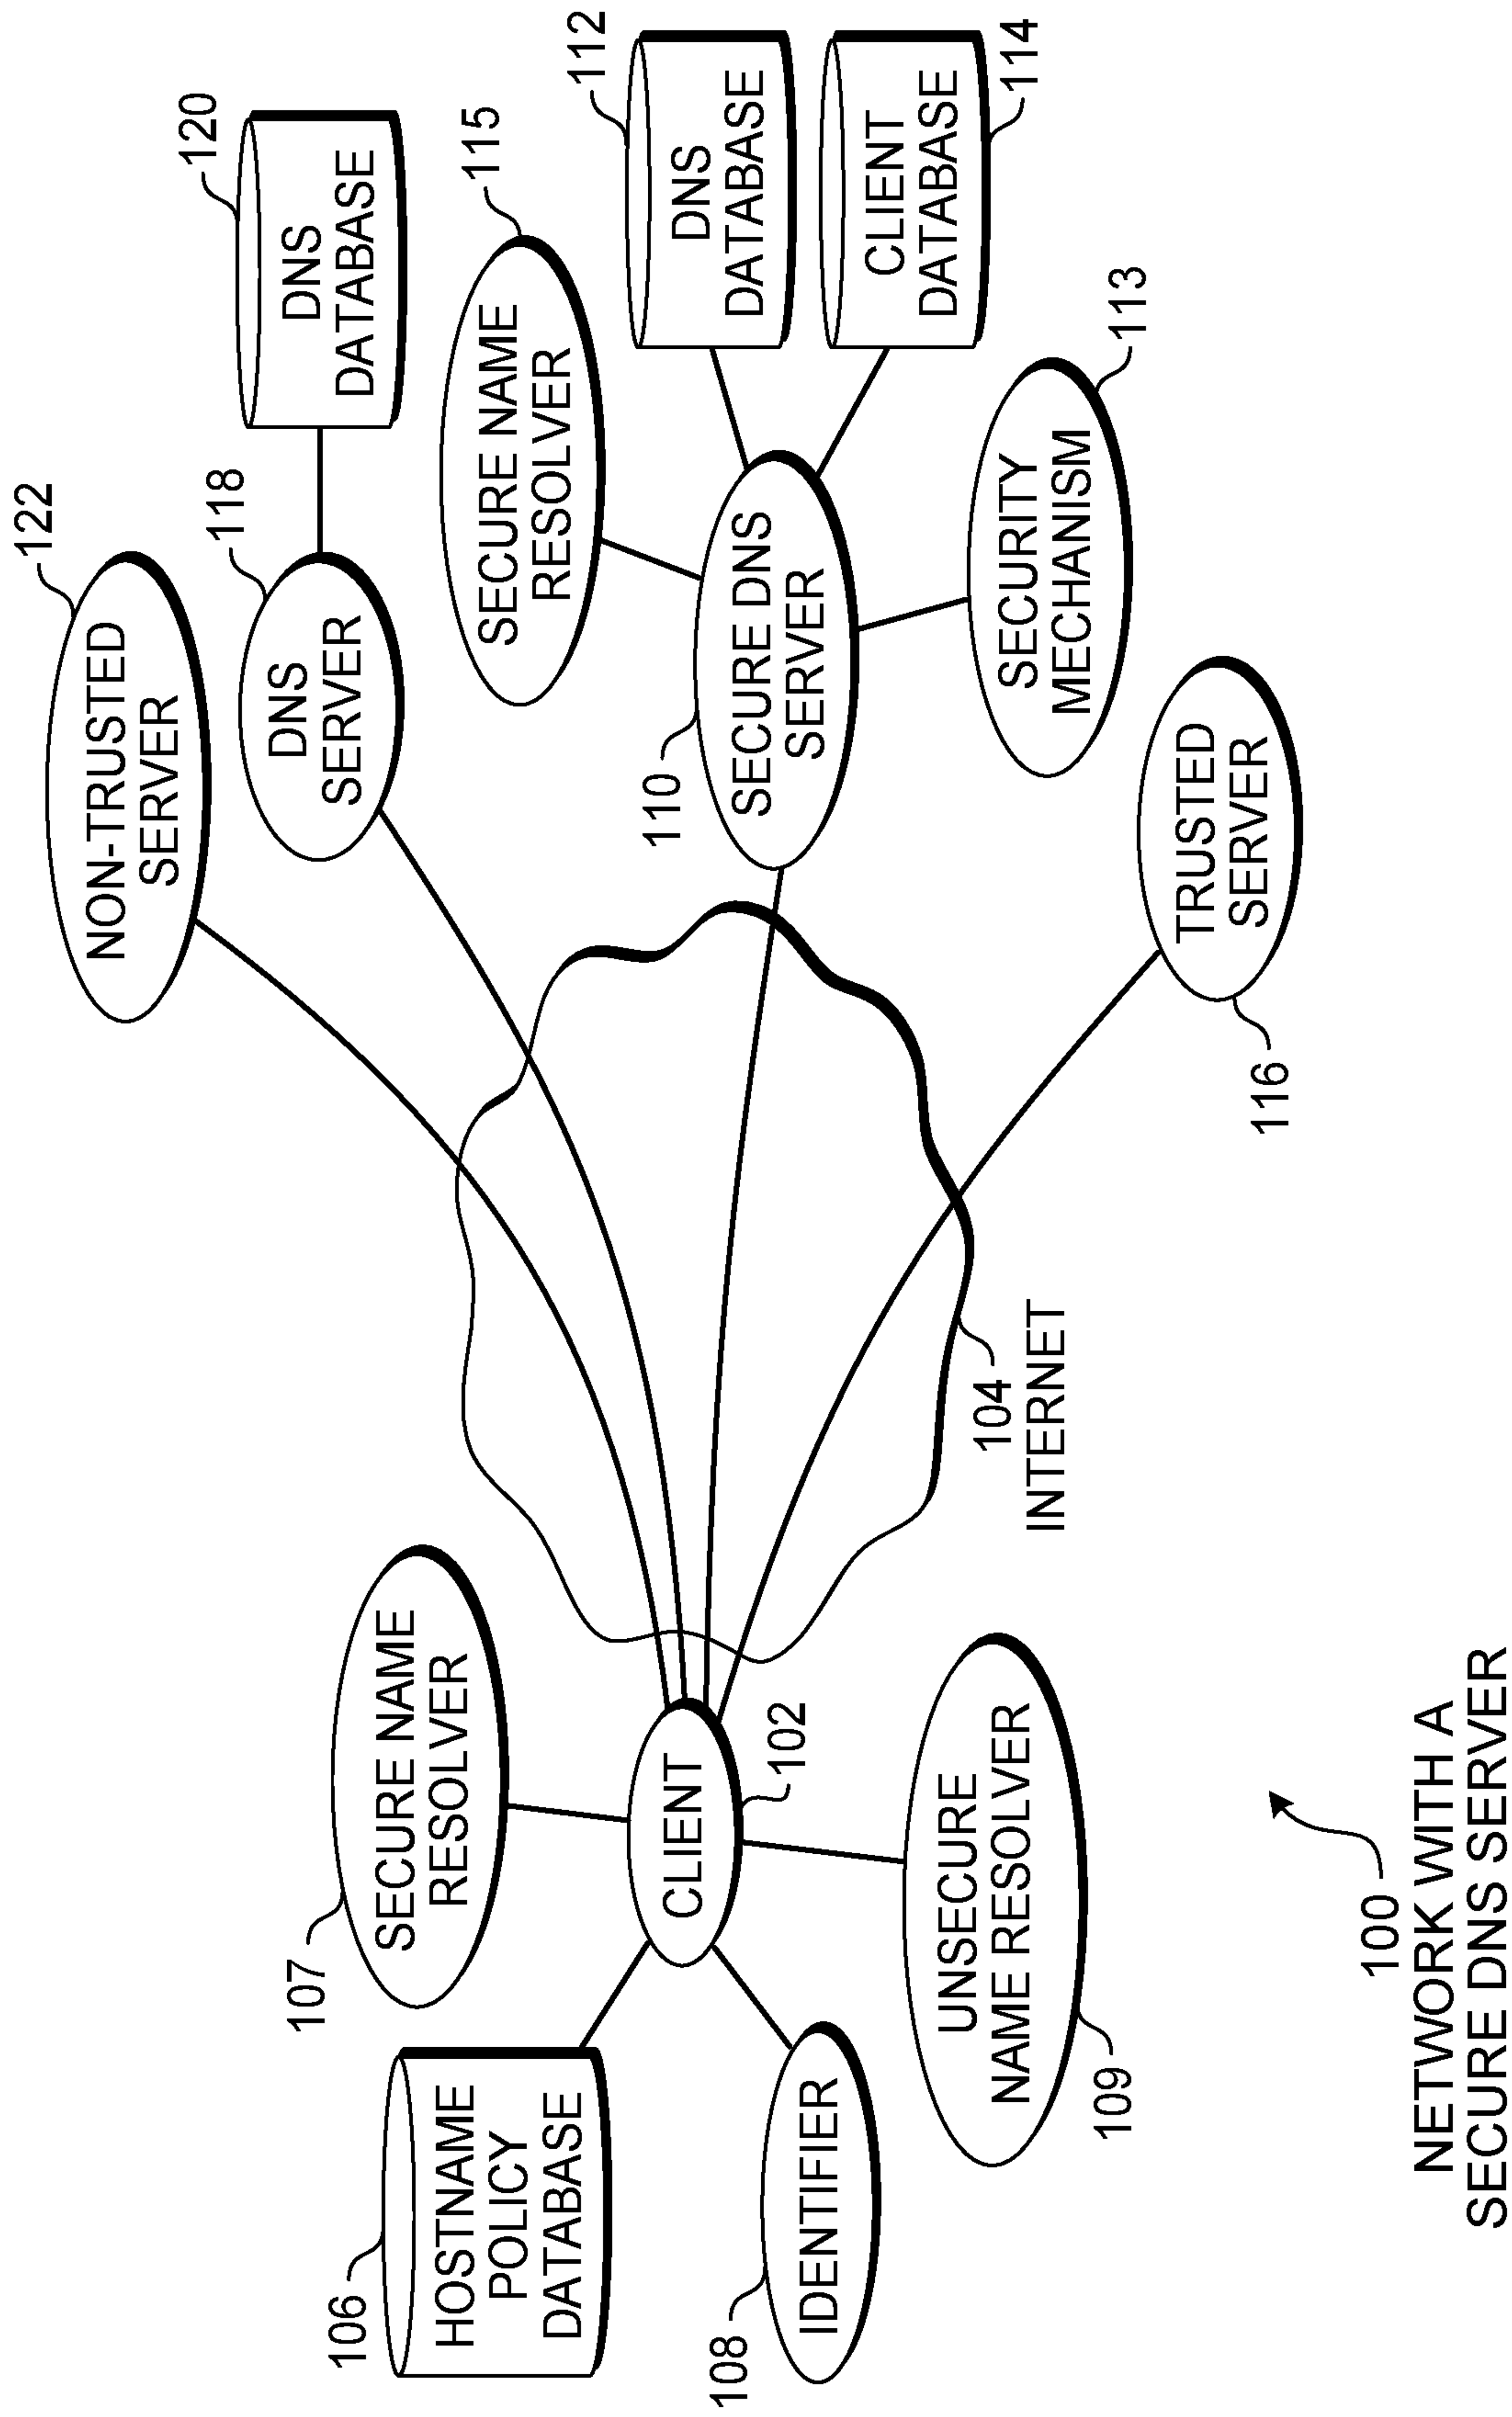 122
NON-TRUSTED
SERVER
118
DNS
SERVER
120
DNS
DATABASE
107
SECURE NAME
RESOLVER
115
SECURE NAME
RESOLVER
106
HOSTNAME
POLICY
DATABASE
CLIENT
102
110
SECURE DNS
SERVER
112
DNS
DATABASE
CLIENT
DATABASE
114
108
IDENTIFIER
UNSECURE
NAME RESOLVER
109
104
INTERNET
SECURITY
MECHANISM
113
TRUSTED
SERVER
116
100
NETWORK WITH A
SECURE DNS SERVER